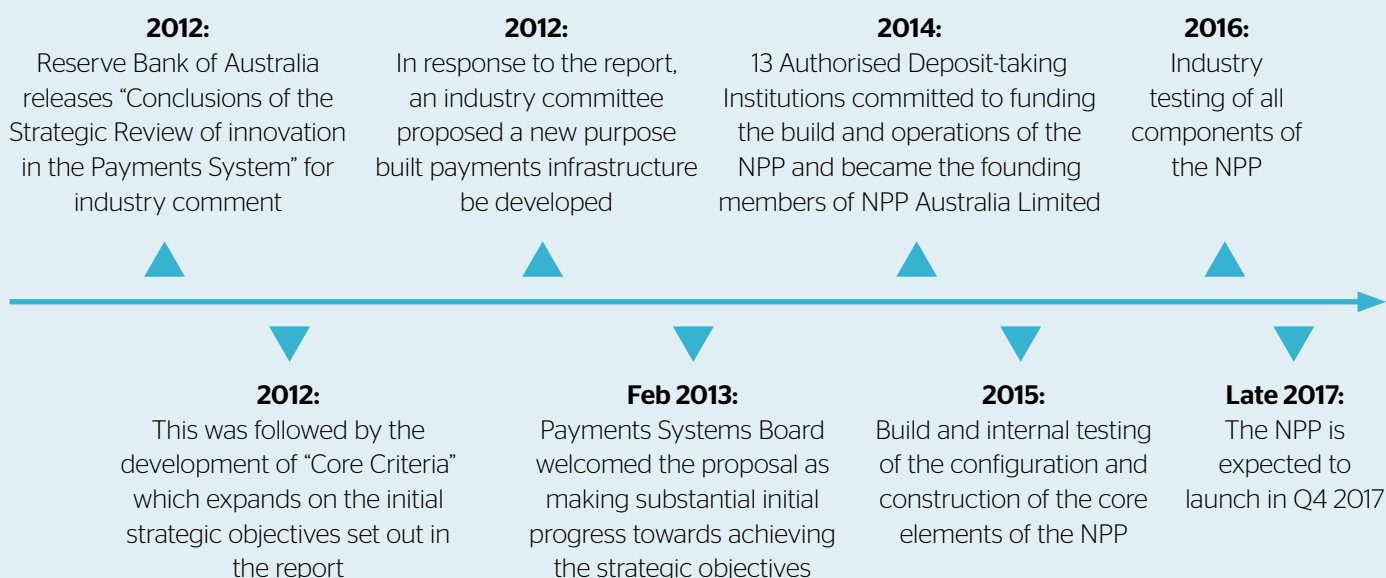 2012:
Reserve Bank of Australia
releases “Conclusions of the
Strategic Review of innovation
in the Payments System” for
industry comment
2012:
This was followed by the
development of “Core Criteria”
which expands on the initial
strategic objectives set out in
the report
2012:
In response to the report,
an industry committee
proposed a new purpose
built payments infrastructure
be developed
Feb 2013:
Payments Systems Board
welcomed the proposal as
making substantial initial
progress towards achieving
the strategic objectives
2014:
13 Authorised Deposit-taking
Institutions committed to funding
the build and operations of the
NPP and became the founding
members of NPP Australia Limited
2015:
Build and internal testing
of the configuration and
construction of the core
elements of the NPP
2016:
Industry
testing of all
components of
the NPP
Late 2017:
The NPP is
expected to
launch in Q4 2017